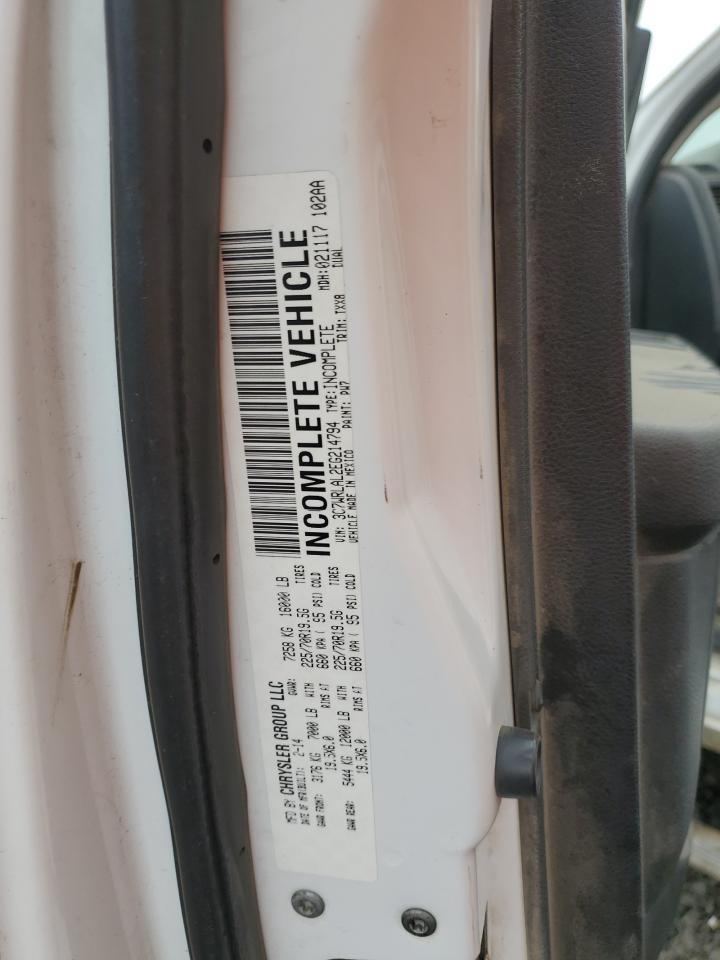 MFD BY CHRYSLER GROUP LLC
DATE OF MFR(BUILT): 2-14 GVWR: 7258 KG 16000 LB
GAWR FRONT: 3176 KG 7000 LB WITH 225/70R19.5G TIRES
19.5X6.0 RIMS AT 660 KPA ( 95 PSI) COLD
GAWR REAR: 5444 KG 12000 LB WITH 225/70R19.5G TIRES
19.5X6.0 RIMS AT 660 KPA ( 95 PSI) COLD
INCOMPLETE VEHICLE
MDH: 021117 102AA
VIN: 3C7WRLAL2EG214794 TYPE: INCOMPLETE DUAL
VEHICLE MADE IN MEXICO PAINT: PW7 TRIM: TXX8